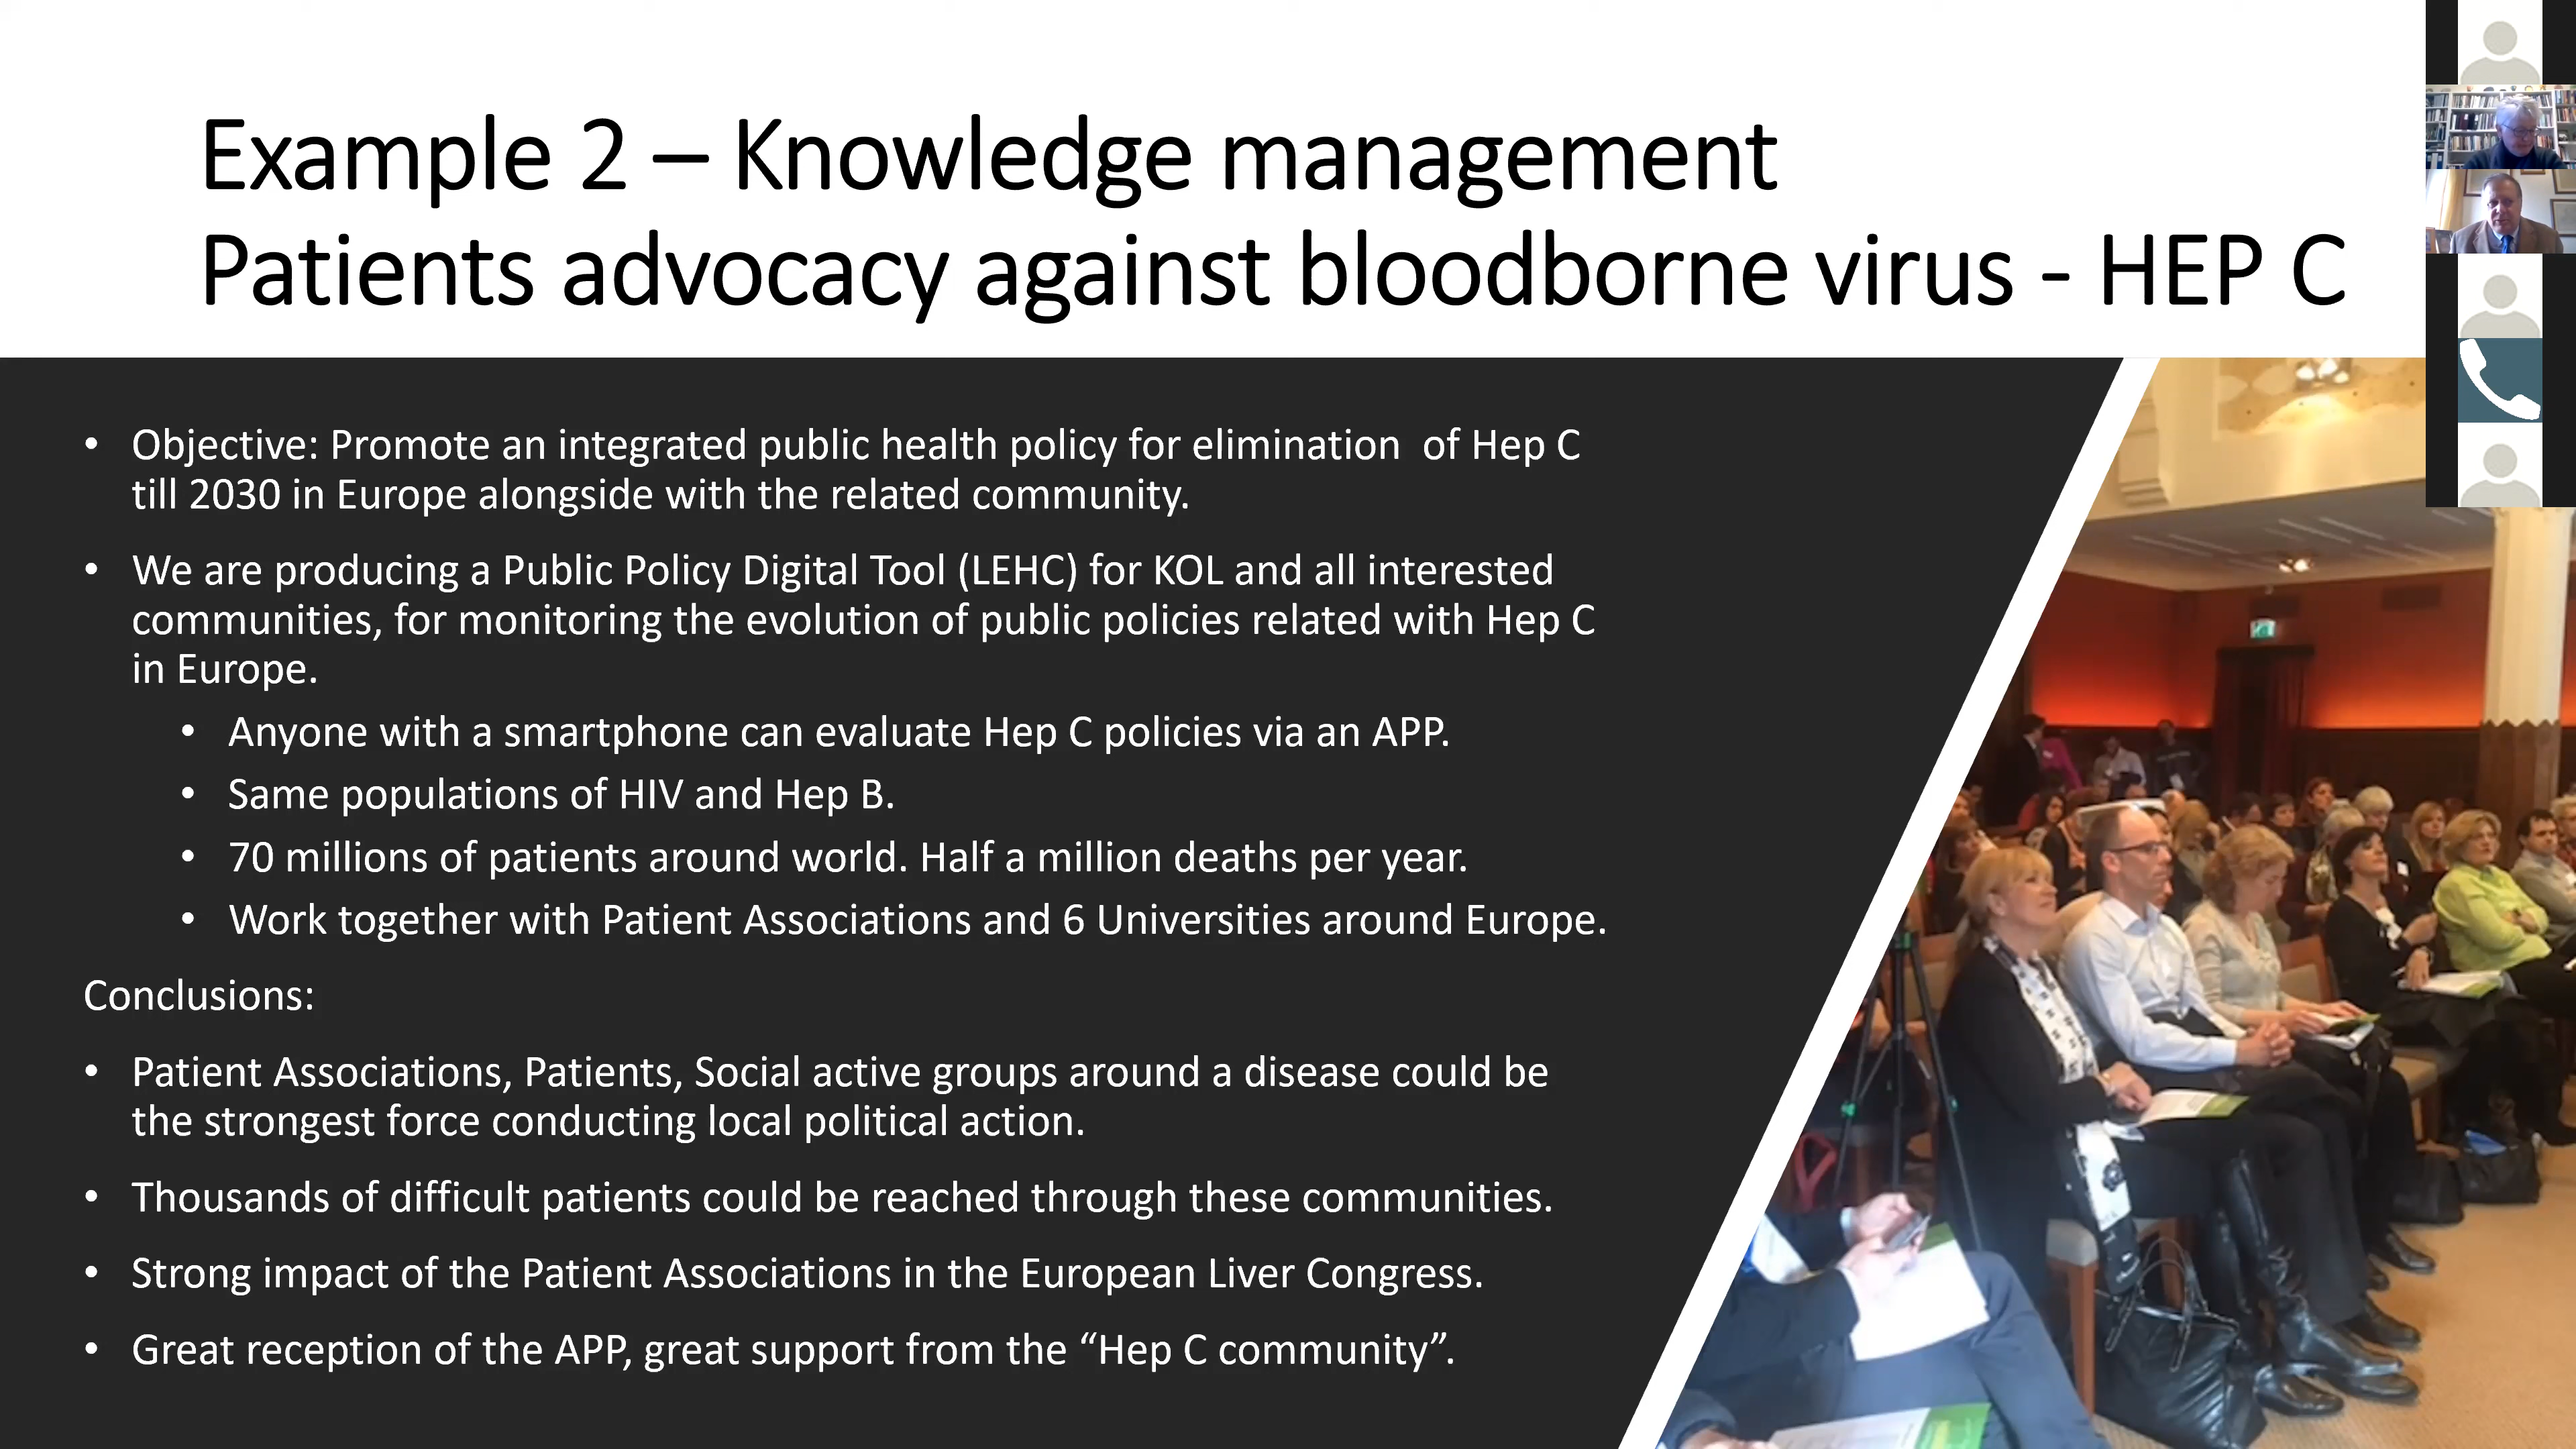 Example 2 – Knowledge management
Patients advocacy against bloodborne virus - HEP C
• Objective: Promote an integrated public health policy for elimination  of Hep C
till 2030 in Europe alongside with the related community.
• We are producing a Public Policy Digital Tool (LEHC) for KOL and all interested
communities, for monitoring the evolution of public policies related with Hep C
in Europe.
• Anyone with a smartphone can evaluate Hep C policies via an APP.
• Same populations of HIV and Hep B.
• 70 millions of patients around world. Half a million deaths per year.
• Work together with Patient Associations and 6 Universities around Europe.
Conclusions:
• Patient Associations, Patients, Social active groups around a disease could be
the strongest force conducting local political action.
• Thousands of difficult patients could be reached through these communities.
• Strong impact of the Patient Associations in the European Liver Congress.
• Great reception of the APP, great support from the “Hep C community”.